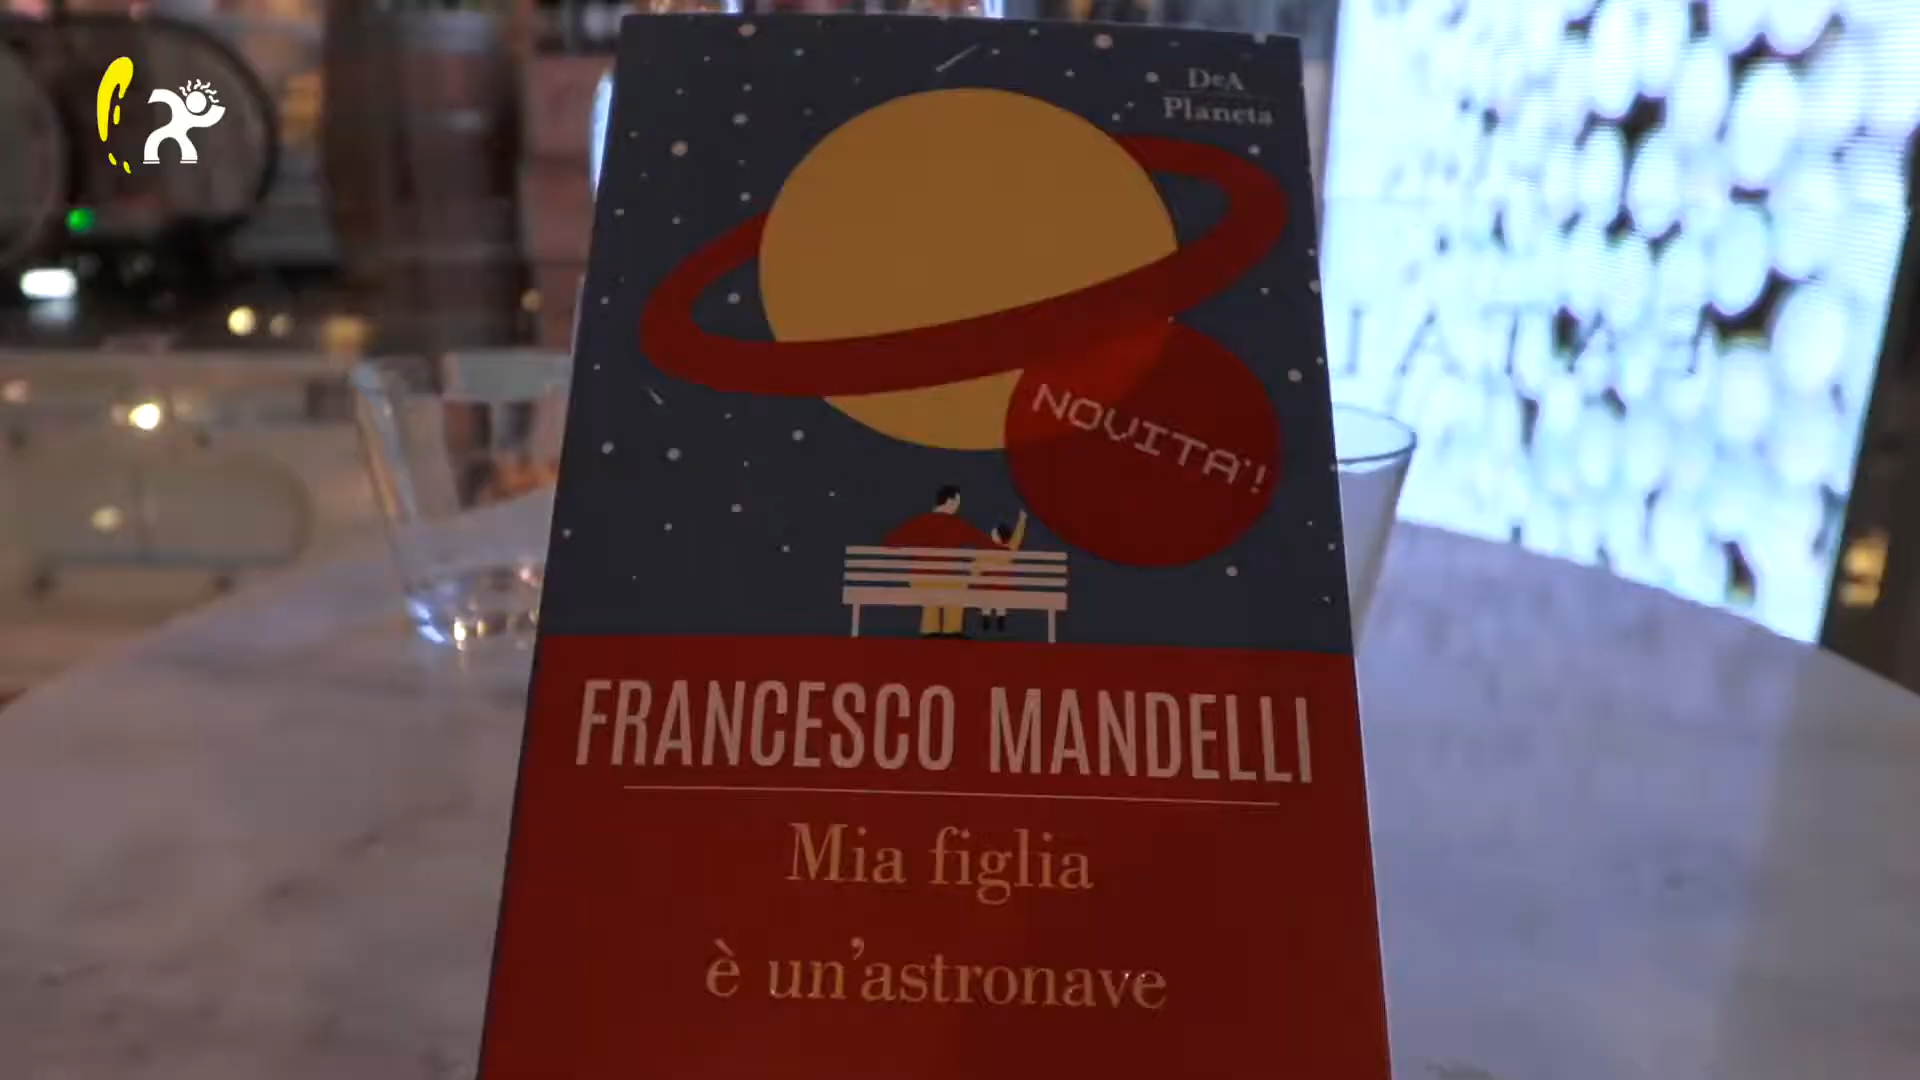 DeA
Planeta
NOVITA'!
FRANCESCO MANDELLI
Mia figlia
è un'astronave